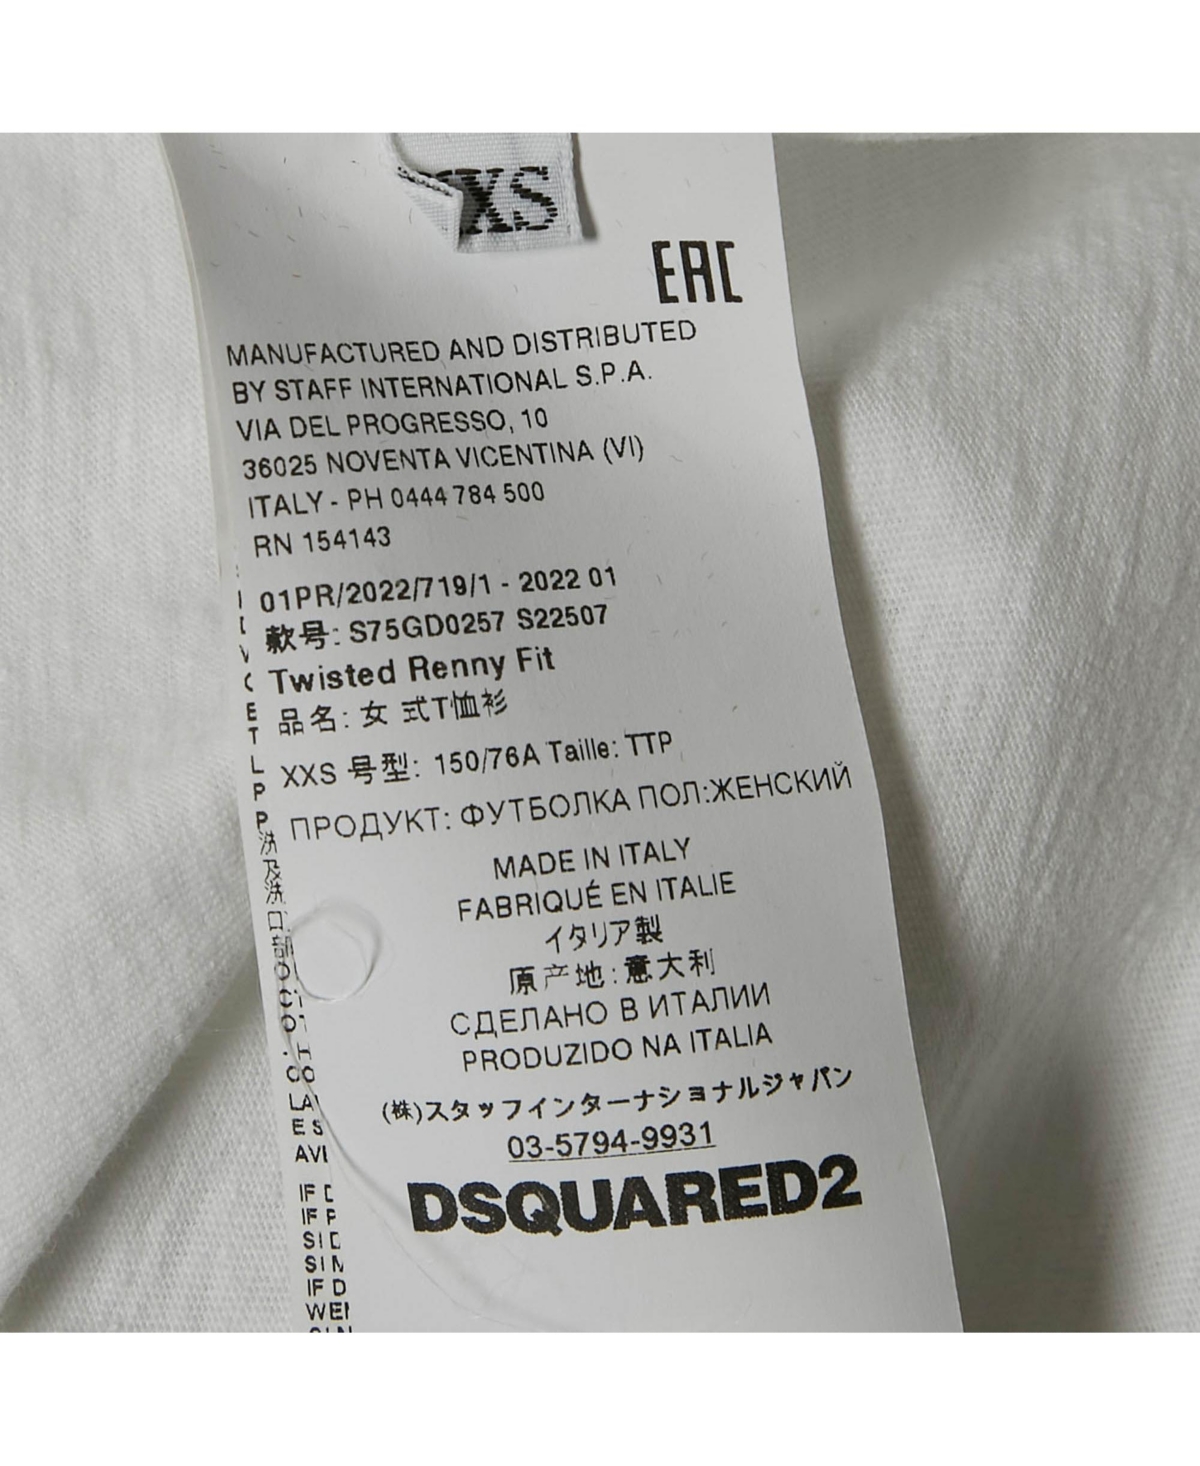 XXS
EAC
MANUFACTURED AND DISTRIBUTED
BY STAFF INTERNATIONAL S.P.A.
VIA DEL PROGRESSO, 10
36025 NOVENTA VICENTINA (VI)
ITALY - PH 0444 784 500
RN 154143
01PR/2022/719/1 - 2022 01
款号: S75GD0257 S22507
Twisted Renny Fit
品名: 女 式T恤衫
XXS 号型: 150/76A Taille: TTP
ПРОДУКТ: ФУТБОЛКА ПОЛ:ЖЕНСКИЙ
MADE IN ITALY
FABRIQUÉ EN ITALIE
イタリア製
原产地: 意大利
СДЕЛАНО В ИТАЛИИ
PRODUZIDO NA ITALIA
(株)スタッフインターナショナルジャパン
03-5794-9931
DSQUARED2